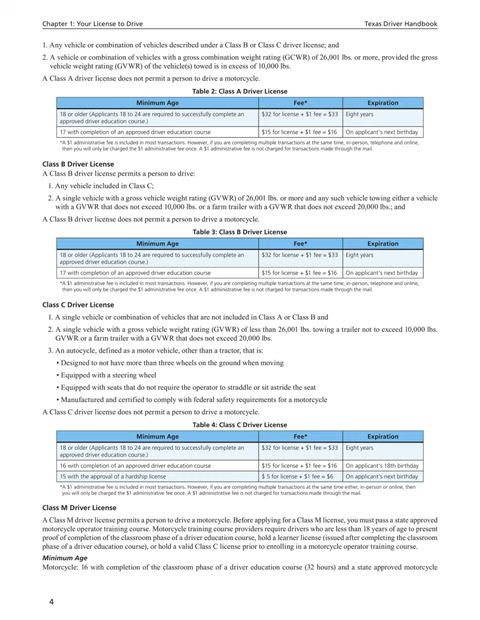 Chapter 1: Your License to Drive
Texas Driver Handbook
1. Any vehicle or combination of vehicles described under a Class B or Class C driver license; and
2. A vehicle or combination of vehicles with a gross combination weight rating (GCWR) of 26,001 lbs. or more, provided the gross
vehicle weight rating (GVWR) of the vehicle(s) towed is in excess of 10,000 lbs.
A Class A driver license does not permit a person to drive a motorcycle.
Table 2: Class A Driver License
Minimum Age Fee* Expiration
18 or older (Applicants 18 to 24 are required to successfully complete an $32 for license + $1 fee = $33 Eight years
approved driver education course.)
17 with completion of an approved driver education course $15 for license + $1 fee = $16 On applicant's next birthday
*A $1 administrative fee is included in most transactions. However, if you are completing multiple transactions at the same time, in-person, telephone and online,
then you will only be charged the $1 administrative fee once. A $1 administrative fee is not charged for transactions made through the mail.
Class B Driver License
A Class B driver license permits a person to drive:
1. Any vehicle included in Class C;
2. A single vehicle with a gross vehicle weight rating (GVWR) of 26,001 lbs. or more and any such vehicle towing either a vehicle
with a GVWR that does not exceed 10,000 lbs. or a farm trailer with a GVWR that does not exceed 20,000 lbs.; and
A Class B driver license does not permit a person to drive a motorcycle.
Table 3: Class B Driver License
Minimum Age Fee* Expiration
18 or older (Applicants 18 to 24 are required to successfully complete an $32 for license + $1 fee = $33 Eight years
approved driver education course.)
17 with completion of an approved driver education course $15 for license + $1 fee = $16 On applicant's next birthday
*A $1 administrative fee is included in most transactions. However, if you are completing multiple transactions at the same time, in-person, telephone and online,
then you will only be charged the $1 administrative fee once. A $1 administrative fee is not charged for transactions made through the mail.
Class C Driver License
1. A single vehicle or combination of vehicles that are not included in Class A or Class B and
2. A single vehicle with a gross vehicle weight rating (GVWR) of less than 26,001 lbs. towing a trailer not to exceed 10,000 lbs.
GVWR or a farm trailer with a GVWR that does not exceed 20,000 lbs.
3. An autocycle, defined as a motor vehicle, other than a tractor, that is:
• Designed to not have more than three wheels on the ground when moving
• Equipped with a steering wheel
• Equipped with seats that do not require the operator to straddle or sit astride the seat
• Manufactured and certified to comply with federal safety requirements for a motorcycle
A Class C driver license does not permit a person to drive a motorcycle.
Table 4: Class C Driver License
Minimum Age Fee* Expiration
18 or older (Applicants 18 to 24 are required to successfully complete an $32 for license + $1 fee = $33 Eight years
approved driver education course.)
16 with completion of an approved driver education course $15 for license + $1 fee = $16 On applicant's 18th birthday
15 with the approval of a hardship license $ 5 for license + $1 fee = $6 On applicant's next birthday
*A $1 administrative fee is included in most transactions. However, if you are completing multiple transactions at the same time either, in-person or online, then
you will only be charged the $1 administrative fee once. A $1 administrative fee is not charged for transactions made through the mail.
Class M Driver License
A Class M driver license permits a person to drive a motorcycle. Before applying for a Class M license, you must pass a state approved
motorcycle operator training course. Motorcycle training course providers require drivers who are less than 18 years of age to present
proof of completion of the classroom phase of a driver education course, hold a learner license (issued after completing the classroom
phase of a driver education course), or hold a valid Class C license prior to enrolling in a motorcycle operator training course.
Minimum Age
Motorcycle: 16 with completion of the classroom phase of a driver education course (32 hours) and a state approved motorcycle
4